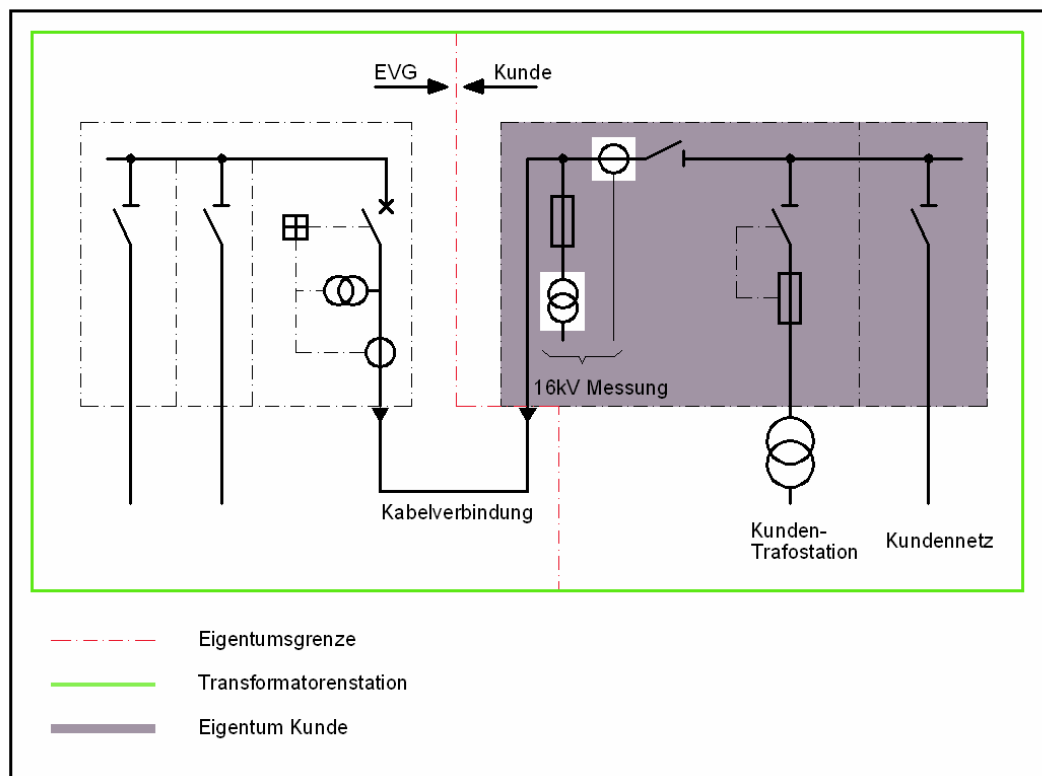 EVG
Kunde
16kV Messung
Kabelverbindung
Kunden-
Trafostation
Kundennetz
Eigentumsgrenze
Transformatorenstation
Eigentum Kunde